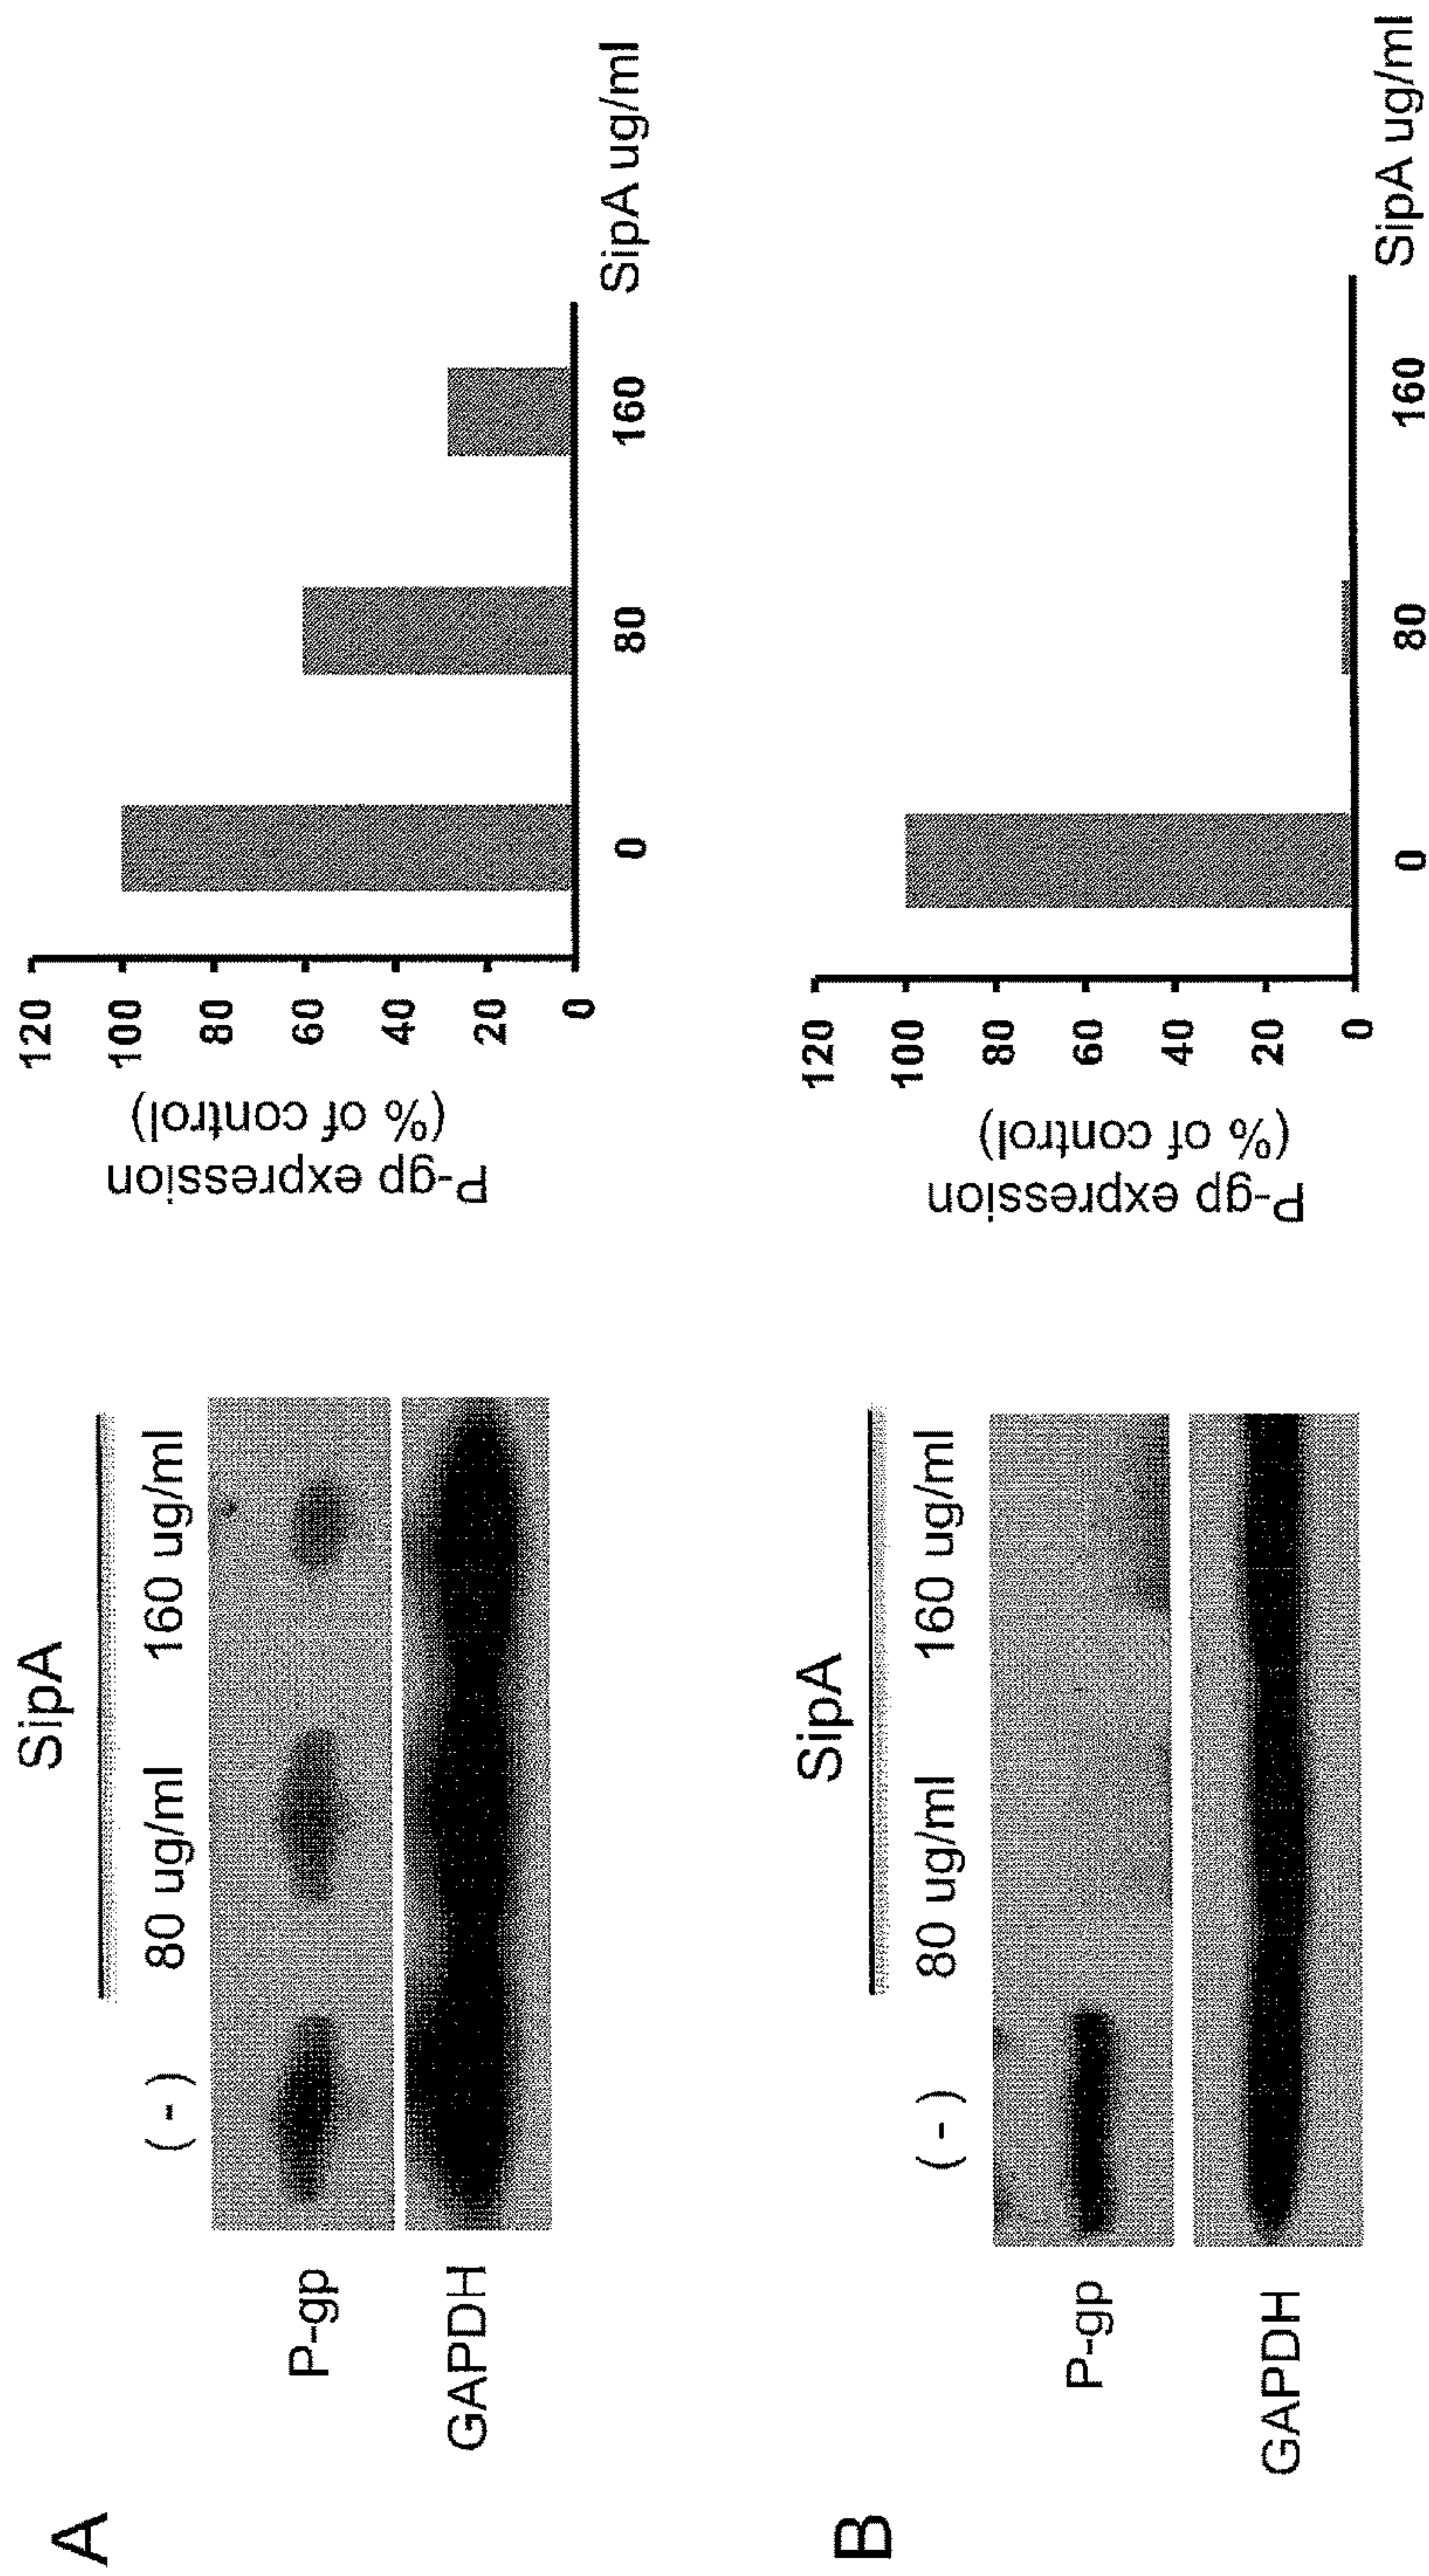 A
SipA
( - ) 80 ug/ml 160 ug/ml
P-gp
GAPDH
P-gp expression
(% of control)
120
100
80
60
40
20
0
0 80 160
SipA ug/ml
B
SipA
( - ) 80 ug/ml 160 ug/ml
P-gp
GAPDH
P-gp expression
(% of control)
120
100
80
60
40
20
0
0 80 160
SipA ug/ml